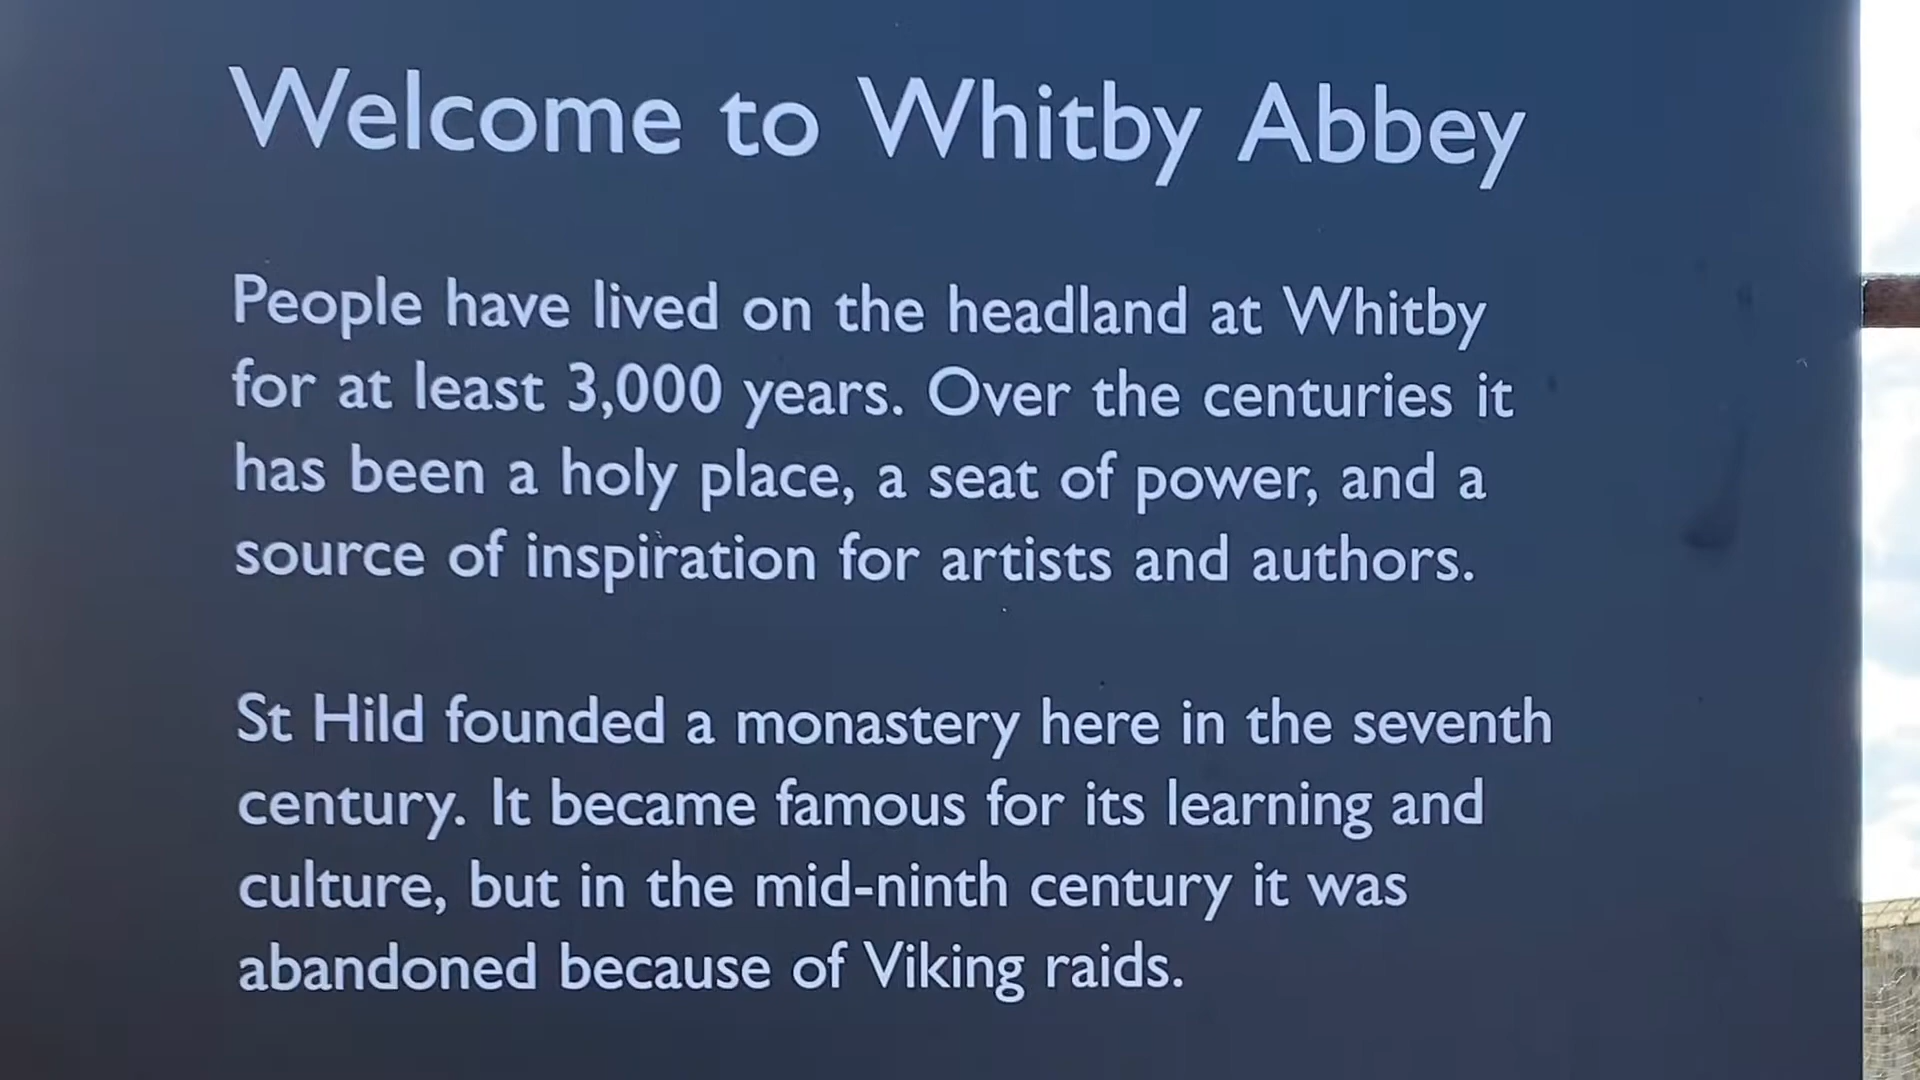 Welcome to Whitby Abbey
People have lived on the headland at Whitby
for at least 3,000 years. Over the centuries it
has been a holy place, a seat of power, and a
source of inspiration for artists and authors.
St Hild founded a monastery here in the seventh
century. It became famous for its learning and
culture, but in the mid-ninth century it was
abandoned because of Viking raids.